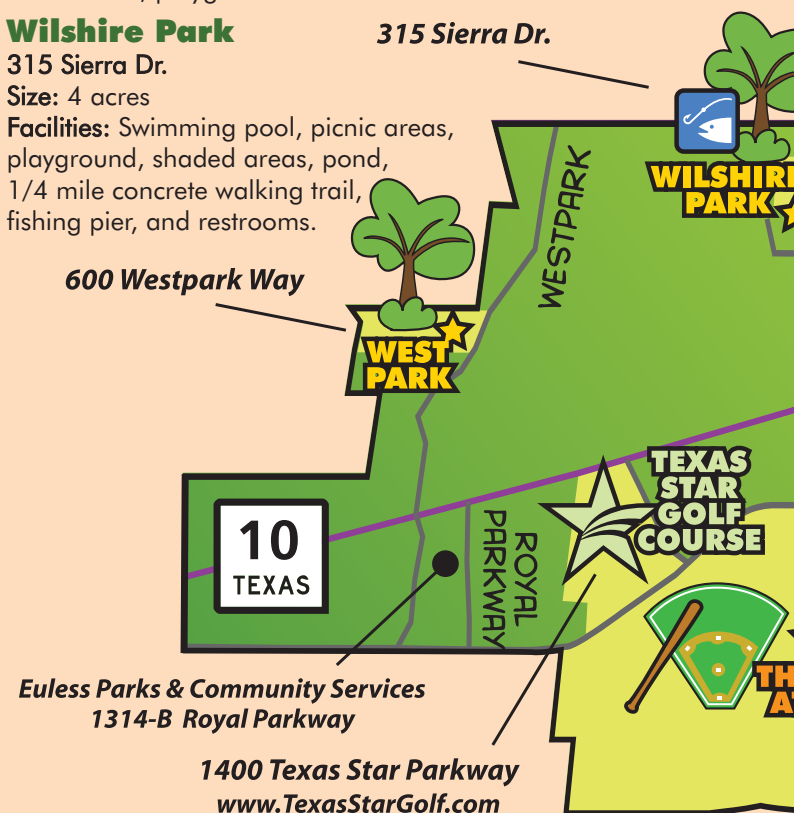 Wilshire Park
315 Sierra Dr.
Size: 4 acres
Facilities: Swimming pool, picnic areas,
playground, shaded areas, pond,
1/4 mile concrete walking trail,
fishing pier, and restrooms.
315 Sierra Dr.
WILSHIRE
PARK
WESTPARK
600 Westpark Way
WEST
PARK
TEXAS
STAR
GOLF
COURSE
10
TEXAS
ROYAL
PARKWAY
Euless Parks & Community Services
1314-B Royal Parkway
1400 Texas Star Parkway
www.TexasStarGolf.com